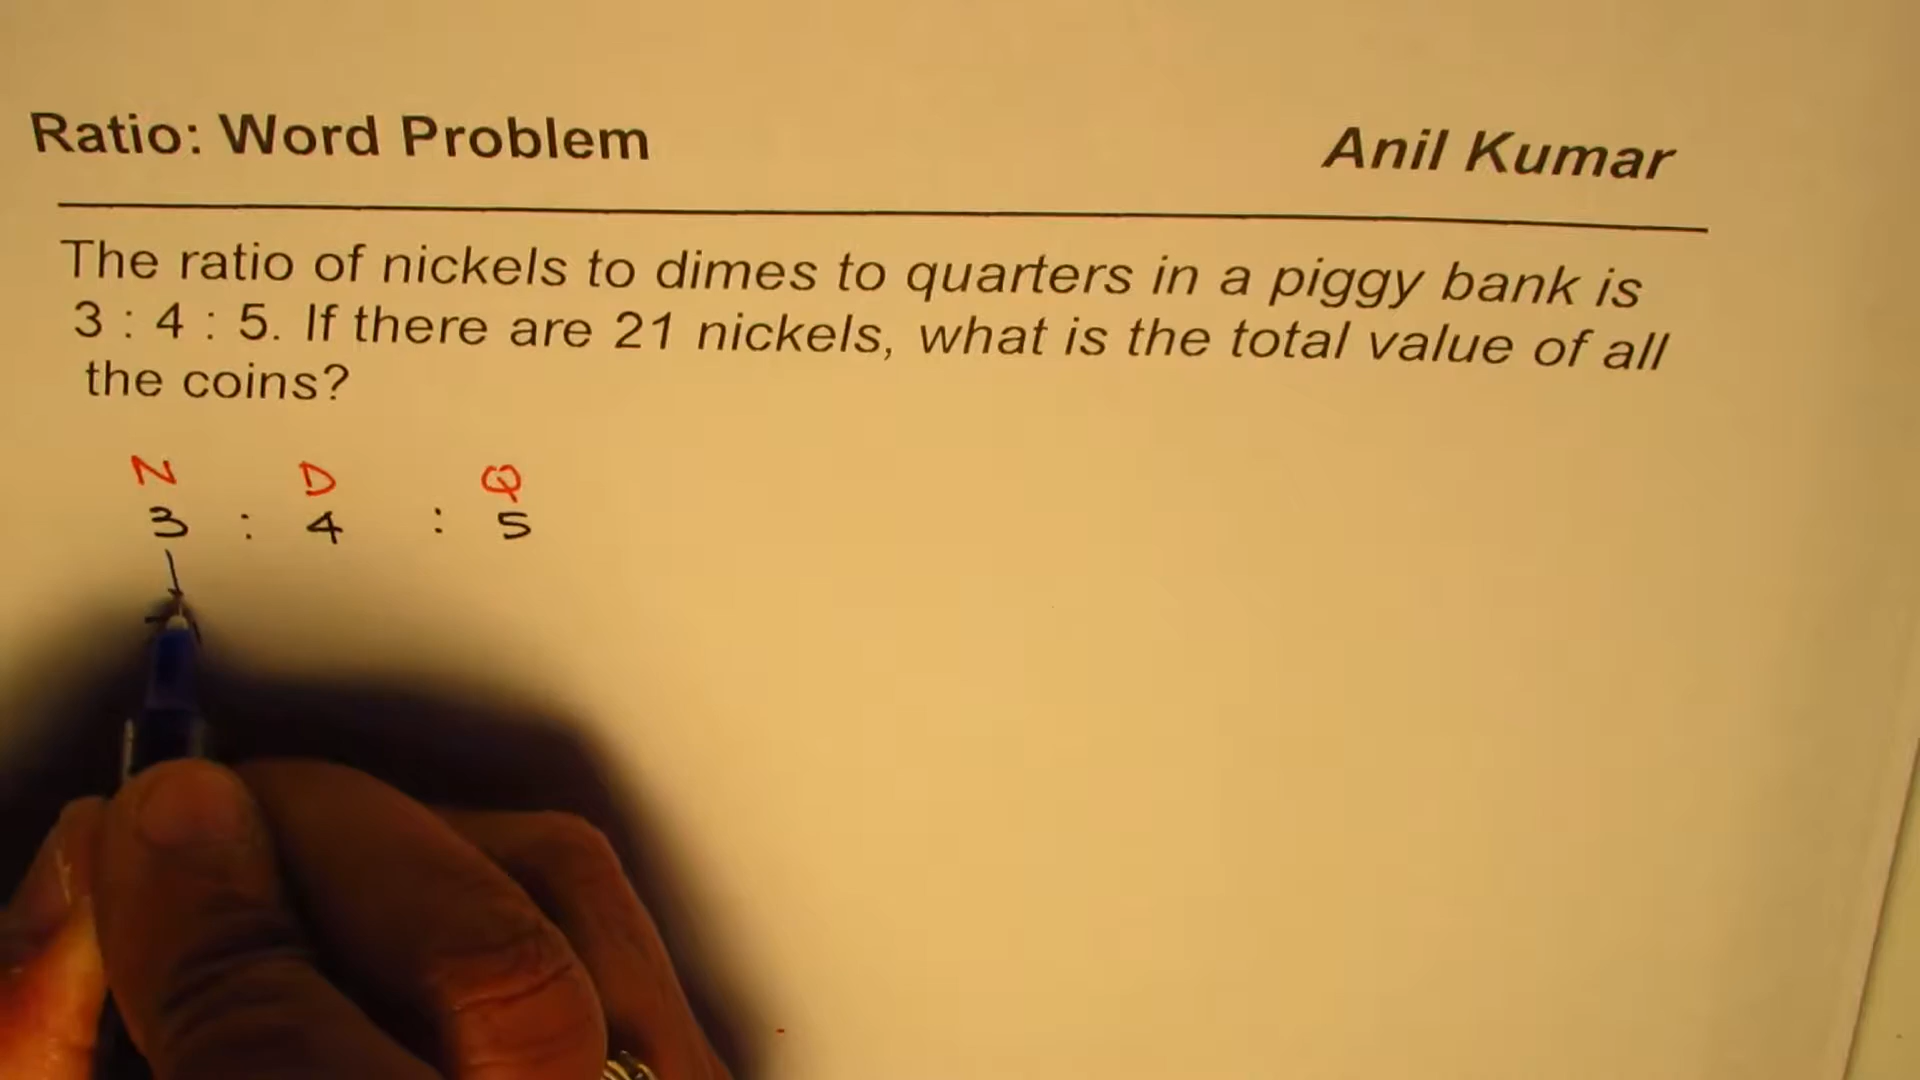 Ratio: Word Problem Anil Kumar
The ratio of nickels to dimes to quarters in a piggy bank is
3 : 4 : 5. If there are 21 nickels, what is the total value of all
the coins?
N D Q
3 : 4 : 5